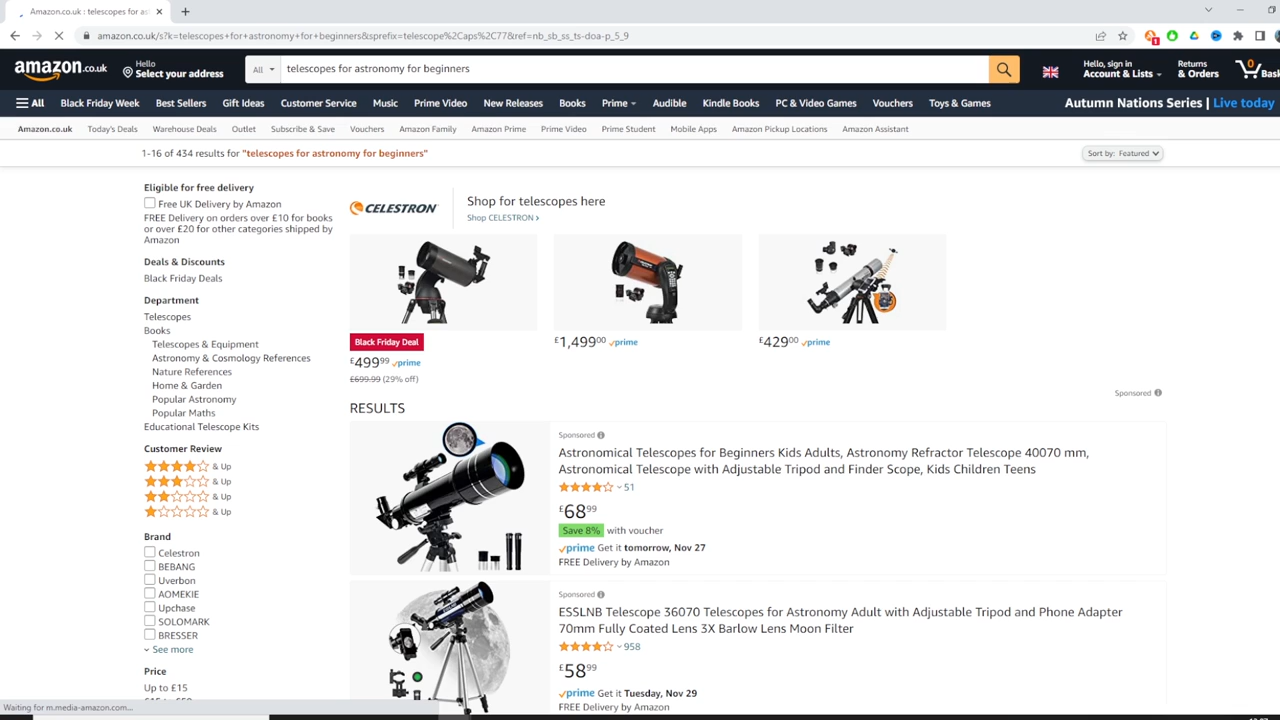 Amazon.co.uk : telescopes for as
amazon.co.uk/s?k=telescopes+for+astronomy+for+beginners&sprefix=telescope%2Caps%2C77&ref=nb_sb_ss_ts-doa-p_5_9
1
amazon.co.uk
Hello
Select your address
All
telescopes for astronomy for beginners
Hello, sign in
Account & Lists
Returns
& Orders
0
Bask
All Black Friday Week Best Sellers Gift Ideas Customer Service Music Prime Video New Releases Books Prime Audible Kindle Books PC & Video Games Vouchers Toys & Games Autumn Nations Series | Live today
Amazon.co.uk Today's Deals Warehouse Deals Outlet Subscribe & Save Vouchers Amazon Family Amazon Prime Prime Video Prime Student Mobile Apps Amazon Pickup Locations Amazon Assistant
1-16 of 434 results for "telescopes for astronomy for beginners"
Sort by: Featured
Eligible for free delivery
Free UK Delivery by Amazon
FREE Delivery on orders over £10 for books
or over £20 for other categories shipped by
Amazon
Deals & Discounts
Black Friday Deals
Department
Telescopes
Books
Telescopes & Equipment
Astronomy & Cosmology References
Nature References
Home & Garden
Popular Astronomy
Popular Maths
Educational Telescope Kits
Customer Review
& Up
& Up
& Up
& Up
Brand
Celestron
BEBANG
Uverbon
AOMEKIE
Upchase
SOLOMARK
BRESSER
See more
Price
Up to £15
CELESTRON
Shop for telescopes here
Shop CELESTRON ›
Black Friday Deal
£499.99 prime
£699.99 (29% off)
£1,499.00 prime
£429.00 prime
Sponsored
RESULTS
Sponsored
Astronomical Telescopes for Beginners Kids Adults, Astronomy Refractor Telescope 40070 mm,
Astronomical Telescope with Adjustable Tripod and Finder Scope, Kids Children Teens
51
£68.99
Save 8% with voucher
prime Get it tomorrow, Nov 27
FREE Delivery by Amazon
Sponsored
ESSLNB Telescope 36070 Telescopes for Astronomy Adult with Adjustable Tripod and Phone Adapter
70mm Fully Coated Lens 3X Barlow Lens Moon Filter
958
£58.99
prime Get it Tuesday, Nov 29
FREE Delivery by Amazon
Waiting for m.media-amazon.com...